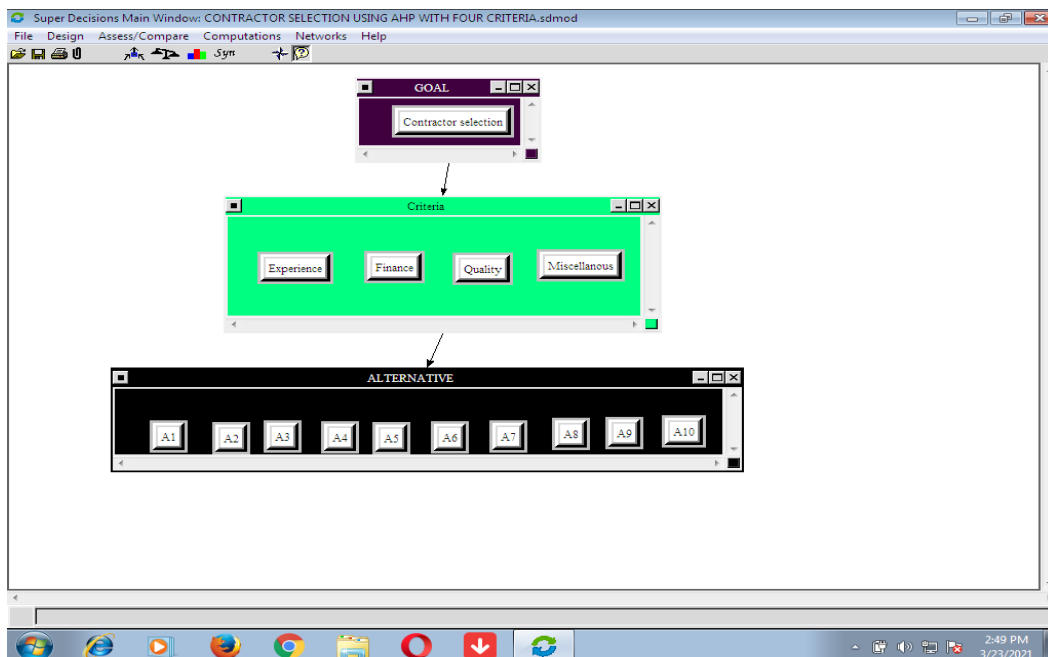 Super Decisions Main Window: CONTRACTOR SELECTION USING AHP WITH FOUR CRITERIA.sdmod
File Design Assess/Compare Computations Networks Help
Syn
GOAL
Contractor selection
Criteria
Experience Finance Quality Miscellanous
ALTERNATIVE
A1 A2 A3 A4 A5 A6 A7 A8 A9 A10
2:49 PM
3/23/2021